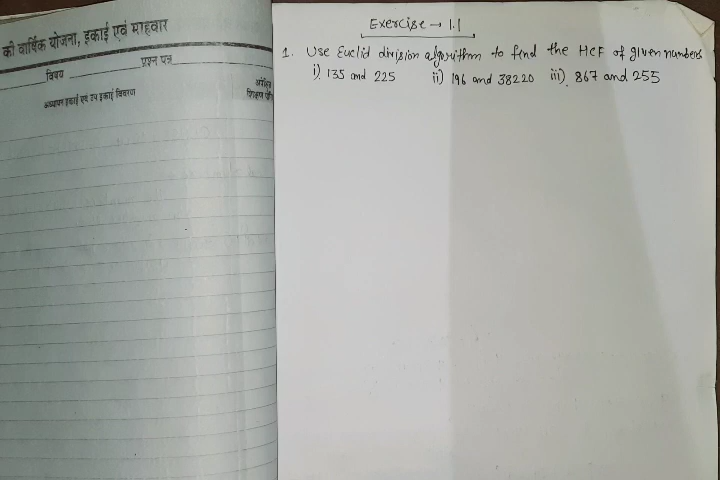 की वार्षिक योजना, इकाई एवं माहवार
विषय प्रश्न पत्र
अध्यापन इकाई एवं उप इकाई विवरण
Exercise → 1.1
1. Use Euclid division algorithm to find the HCF of given numbers
i) 135 and 225 ii) 196 and 38220 iii) 867 and 255